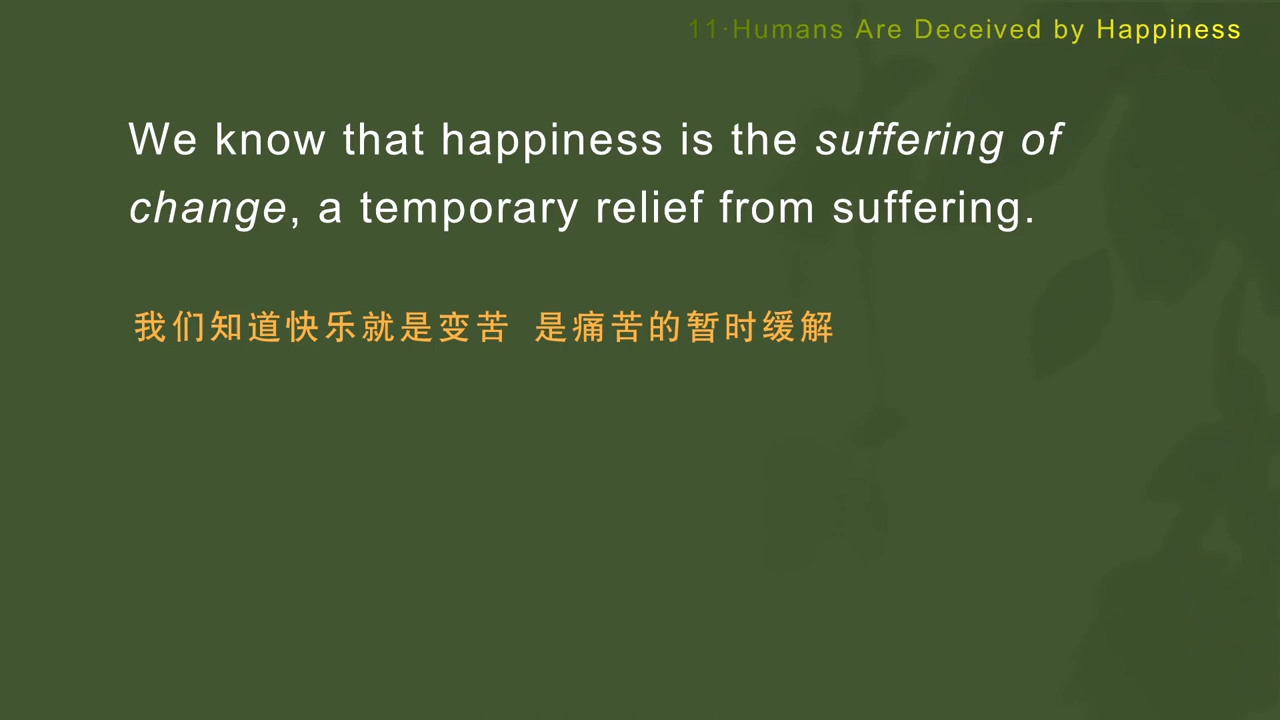 11·Humans Are Deceived by Happiness
We know that happiness is the suffering of
change, a temporary relief from suffering.
我们知道快乐就是变苦 是痛苦的暂时缓解